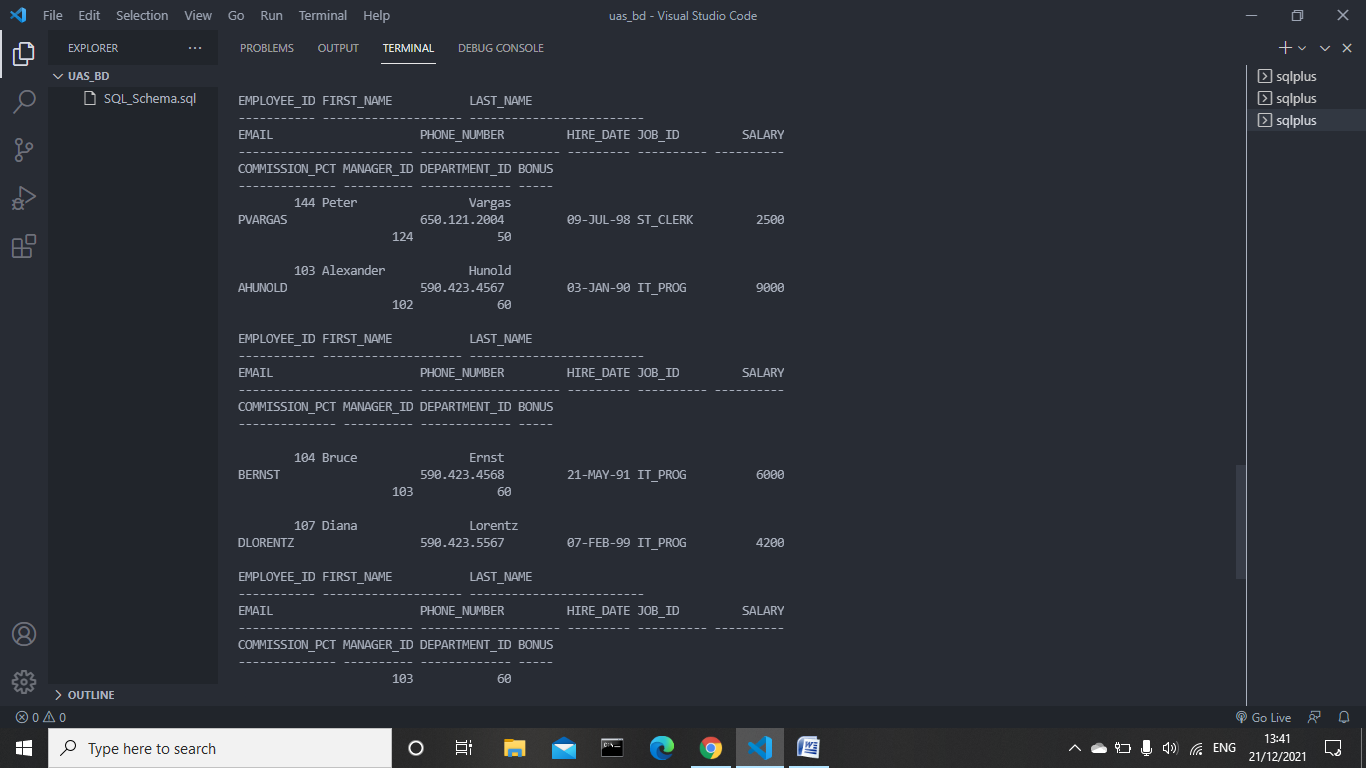 File Edit Selection View Go Run Terminal Help uas_bd - Visual Studio Code
EXPLORER ...
UAS_BD
SQL_Schema.sql
OUTLINE
PROBLEMS OUTPUT TERMINAL DEBUG CONSOLE
EMPLOYEE_ID FIRST_NAME           LAST_NAME
----------- -------------------- -------------------------
EMAIL                     PHONE_NUMBER         HIRE_DATE JOB_ID         SALARY
------------------------- -------------------- --------- ---------- ----------
COMMISSION_PCT MANAGER_ID DEPARTMENT_ID BONUS
-------------- ---------- ------------- -----
        144 Peter                Vargas
PVARGAS                   650.121.2004         09-JUL-98 ST_CLERK         2500
                      124            50
        103 Alexander            Hunold
AHUNOLD                   590.423.4567         03-JAN-90 IT_PROG          9000
                      102            60
EMPLOYEE_ID FIRST_NAME           LAST_NAME
----------- -------------------- -------------------------
EMAIL                     PHONE_NUMBER         HIRE_DATE JOB_ID         SALARY
------------------------- -------------------- --------- ---------- ----------
COMMISSION_PCT MANAGER_ID DEPARTMENT_ID BONUS
-------------- ---------- ------------- -----
        104 Bruce                Ernst
BERNST                    590.423.4568         21-MAY-91 IT_PROG          6000
                      103            60
        107 Diana                Lorentz
DLORENTZ                  590.423.5567         07-FEB-99 IT_PROG          4200
EMPLOYEE_ID FIRST_NAME           LAST_NAME
----------- -------------------- -------------------------
EMAIL                     PHONE_NUMBER         HIRE_DATE JOB_ID         SALARY
------------------------- -------------------- --------- ---------- ----------
COMMISSION_PCT MANAGER_ID DEPARTMENT_ID BONUS
-------------- ---------- ------------- -----
                      103            60
sqlplus
sqlplus
sqlplus
0 0 Go Live
Type here to search
ENG
13:41
21/12/2021